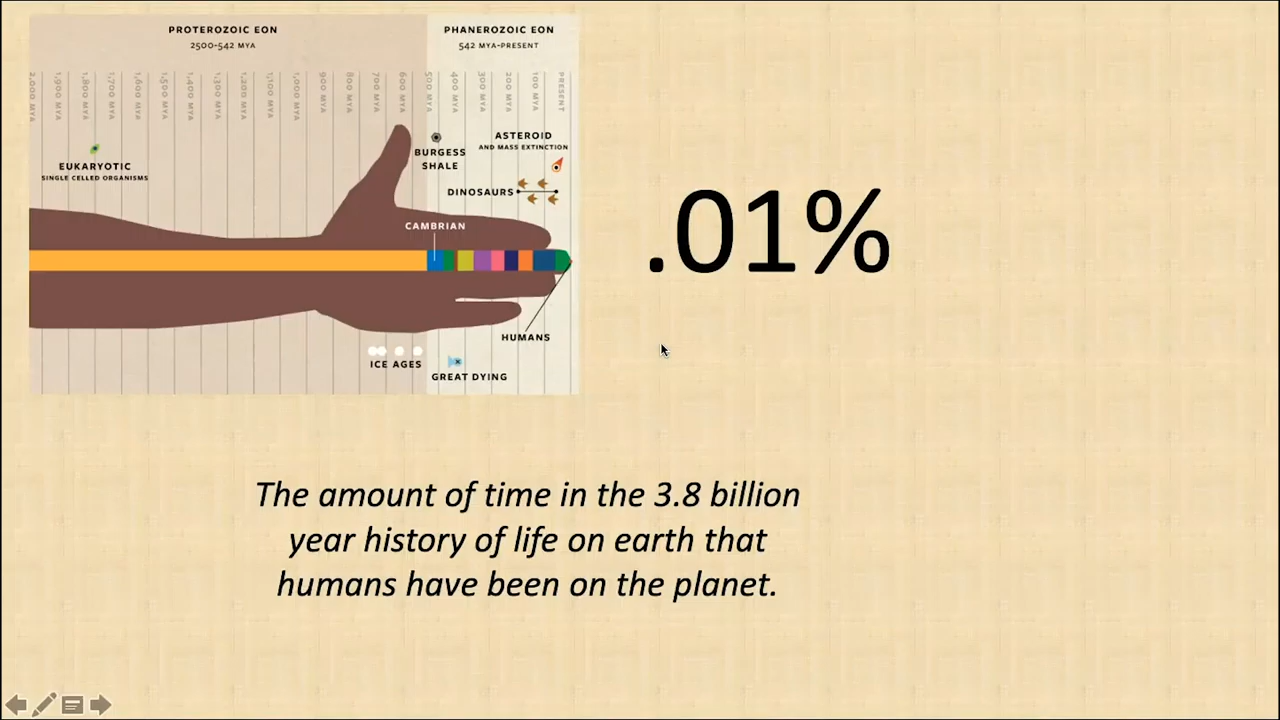 PROTEROZOIC EON
2500-542 MYA
PHANEROZOIC EON
542 MYA-PRESENT
2,000 MYA
1,900 MYA
1,800 MYA
1,700 MYA
1,600 MYA
1,500 MYA
1,400 MYA
1,300 MYA
1,200 MYA
1,100 MYA
1,000 MYA
900 MYA
800 MYA
700 MYA
600 MYA
500 MYA
400 MYA
300 MYA
200 MYA
100 MYA
PRESENT
EUKARYOTIC
SINGLE CELLED ORGANISMS
BURGESS
SHALE
ASTEROID
AND MASS EXTINCTION
DINOSAURS
CAMBRIAN
HUMANS
ICE AGES
GREAT DYING
.01%
The amount of time in the 3.8 billion
year history of life on earth that
humans have been on the planet.